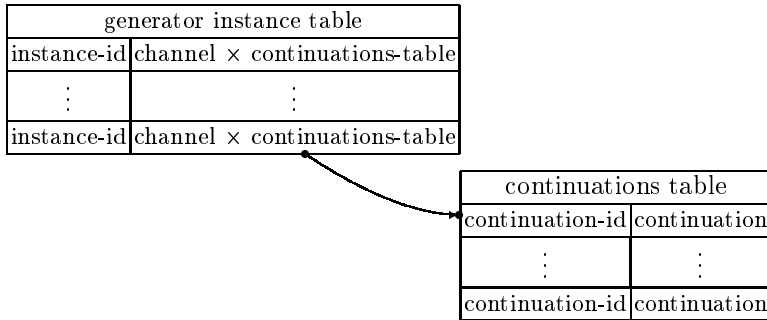 generator instance table
instance-id channel × continuations-table
⋮ ⋮
instance-id channel × continuations-table
continuations table
continuation-id continuation
⋮ ⋮
continuation-id continuation